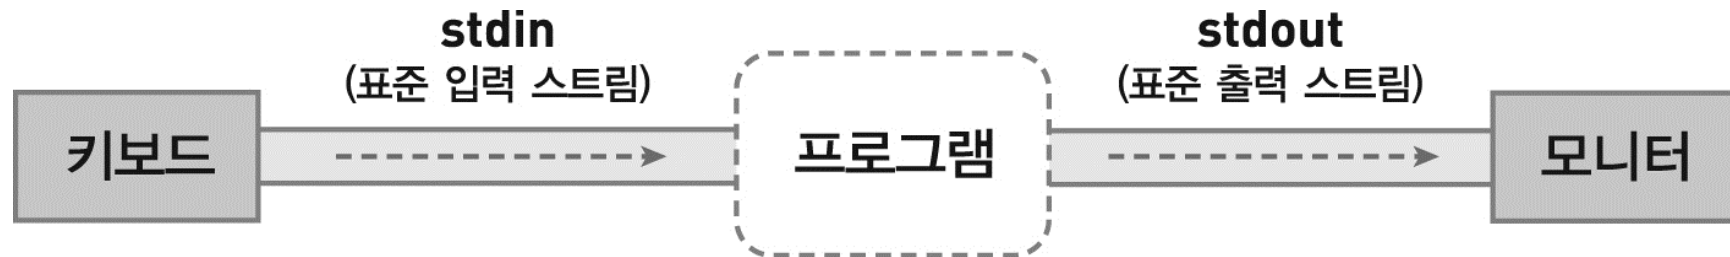 stdin
(표준 입력 스트림)
stdout
(표준 출력 스트림)
키보드
프로그램
모니터